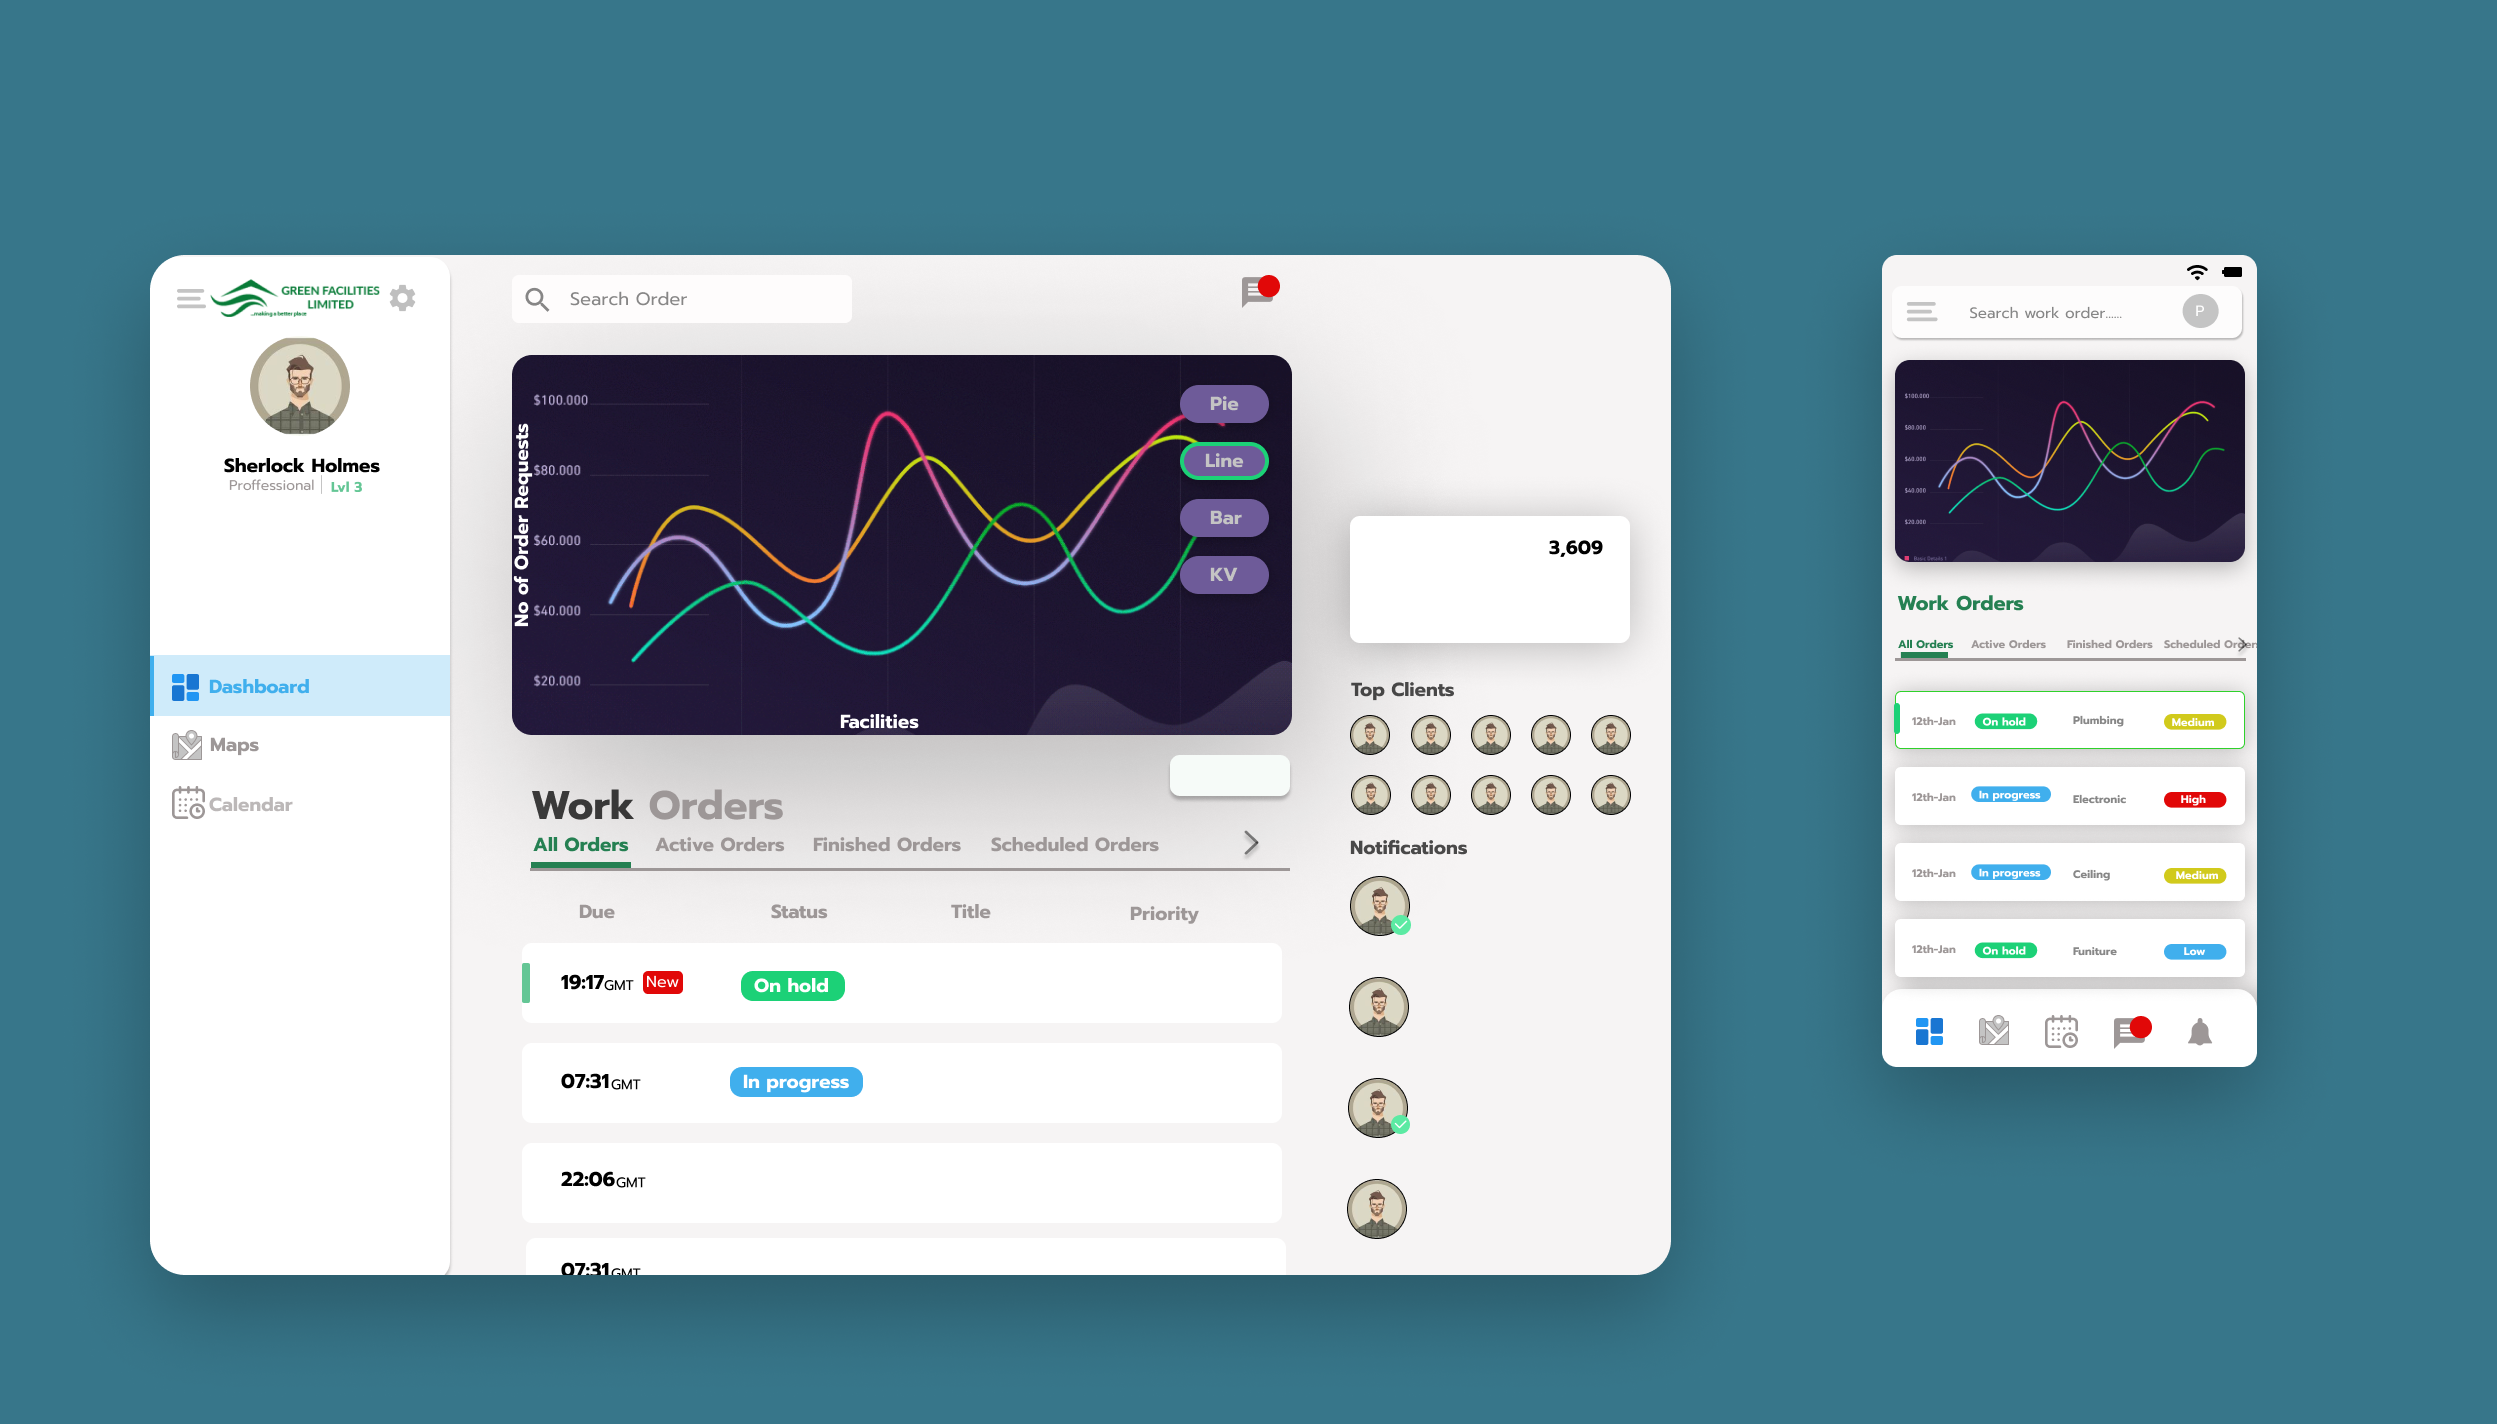 GREEN FACILITIES
LIMITED
...making a better place
Sherlock Holmes
Proffessional | Lvl 3
Dashboard
Maps
Calendar
Search Order
No of Order Requests
$100.000
$80.000
$60.000
$40.000
$20.000
Facilities
Pie
Line
Bar
KV
Work Orders
All Orders Active Orders Finished Orders Scheduled Orders
Due Status Title Priority
19:17GMT New On hold
07:31GMT In progress
22:06GMT
07:31GMT
3,609
Top Clients
Notifications
Search work order...... P
$100.000
$80.000
$60.000
$40.000
$20.000
Work Orders
All Orders Active Orders Finished Orders Scheduled Orders
12th-Jan On hold Plumbing Medium
12th-Jan In progress Electronic High
12th-Jan In progress Ceiling Medium
12th-Jan On hold Funiture Low